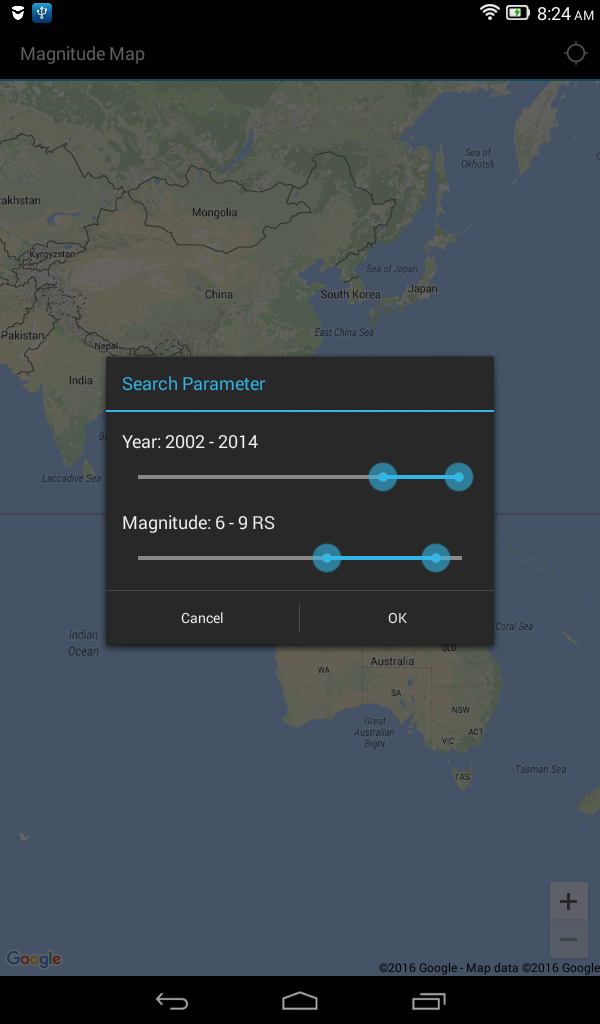 8:24 AM
Magnitude Map
Sea of
Okhotsk
akhstan
Mongolia
Kyrgyzstan
Sea of Japan
China
South Korea
Japan
Pakistan
East China Sea
Nepal
India
Search Parameter
Year: 2002 - 2014
B
Laccadive Sea
Magnitude: 6 - 9 RS
Cancel
OK
Coral Sea
Indian
Ocean
QLD
Australia
WA
SA
NSW
Great
Australian
Bight
ACT
VIC
Tasman Sea
TAS
+
−
Google
©2016 Google - Map data ©2016 Google